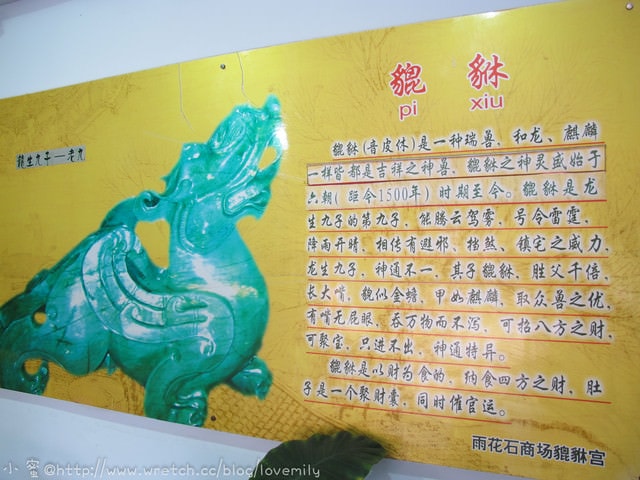 貔貅
pi xiu
龍生九子—老九
貔貅(音皮休)是一种瑞兽、和龙、麒麟
一样皆都是吉祥之神兽、貔貅之神灵盛始于
六朝(距今1500年)时期至今。貔貅是龙
生九子的第九子、能腾云驾雾、号令雷霆、
降雨开晴、相传有避邪、挡煞、镇宅之威力、
龙生九子、神通不一、其子貔貅、胜父千倍、
长大嘴、貌似金蟾、甲如麒麟、取众兽之优、
有嘴无屁眼、吞万物而不泻、可招八方之财、
可聚宝、只进不出、神通特异。
貔貅是以财为食的、纳食四方之财、肚
子是一个聚财囊、同时催官运。
雨花石商场貔貅宫
小蜜@http://www.wretch.cc/blog/lovemily